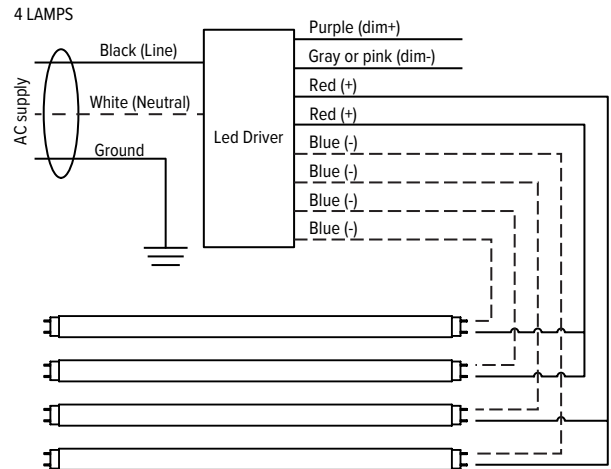 4 LAMPS
Black (Line)
White (Neutral)
Ground
AC supply
Led Driver
Purple (dim+)
Gray or pink (dim-)
Red (+)
Red (+)
Blue (-)
Blue (-)
Blue (-)
Blue (-)